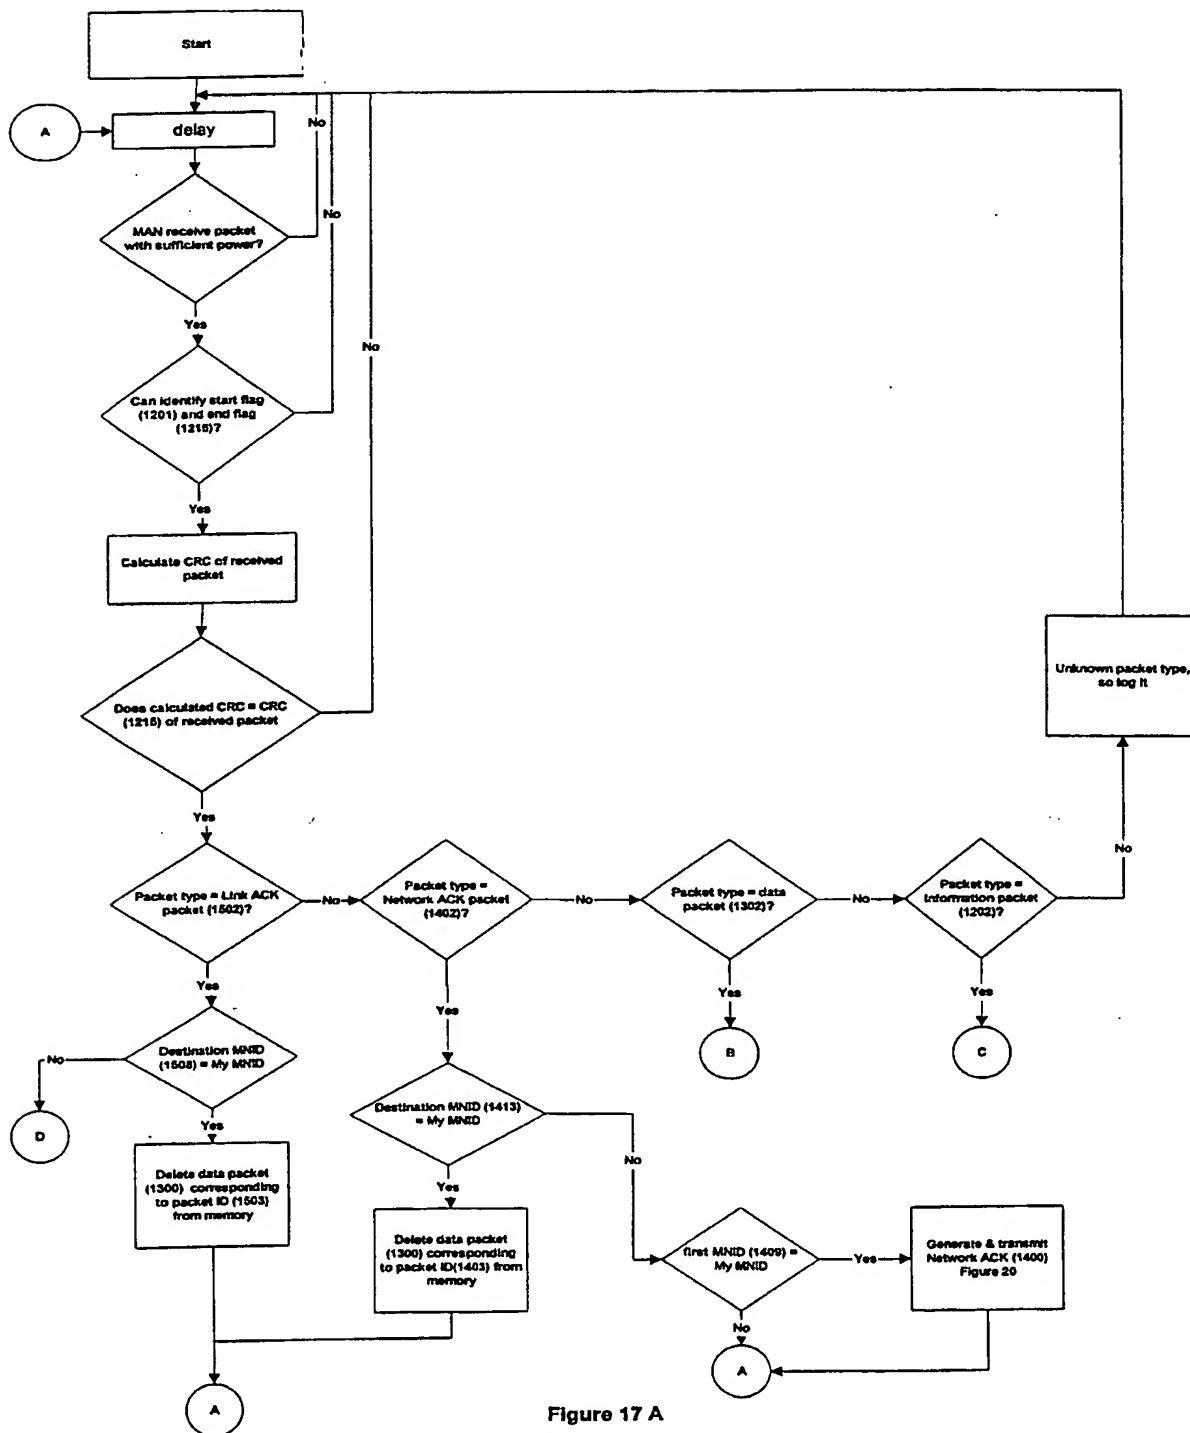 Start
A
delay
No
No
MAN receive packet
with sufficient power?
Yes
No
Can identify start flag
(1201) and end flag
(1215)?
Yes
Calculate CRC of received
packet
Does calculated CRC = CRC
(1215) of received packet
Unknown packet type,
so log it
Yes
No
Packet type = Link ACK
packet (1502)?
No
Packet type =
Network ACK packet
(1402)?
No
Packet type = data
packet (1302)?
No
Packet type =
Information packet
(1202)?
Yes
Yes
Yes
Yes
B
C
No
Destination MNID
(1508) = My MNID
D
Yes
Destination MNID (1413)
= My MNID
No
Delete data packet
(1300) corresponding
to packet ID (1503)
from memory
Yes
Delete data packet
(1300) corresponding
to packet ID(1403) from
memory
first MNID (1409) =
My MNID
Yes
Generate & transmit
Network ACK (1400)
Figure 20
No
A
A
Figure 17 A